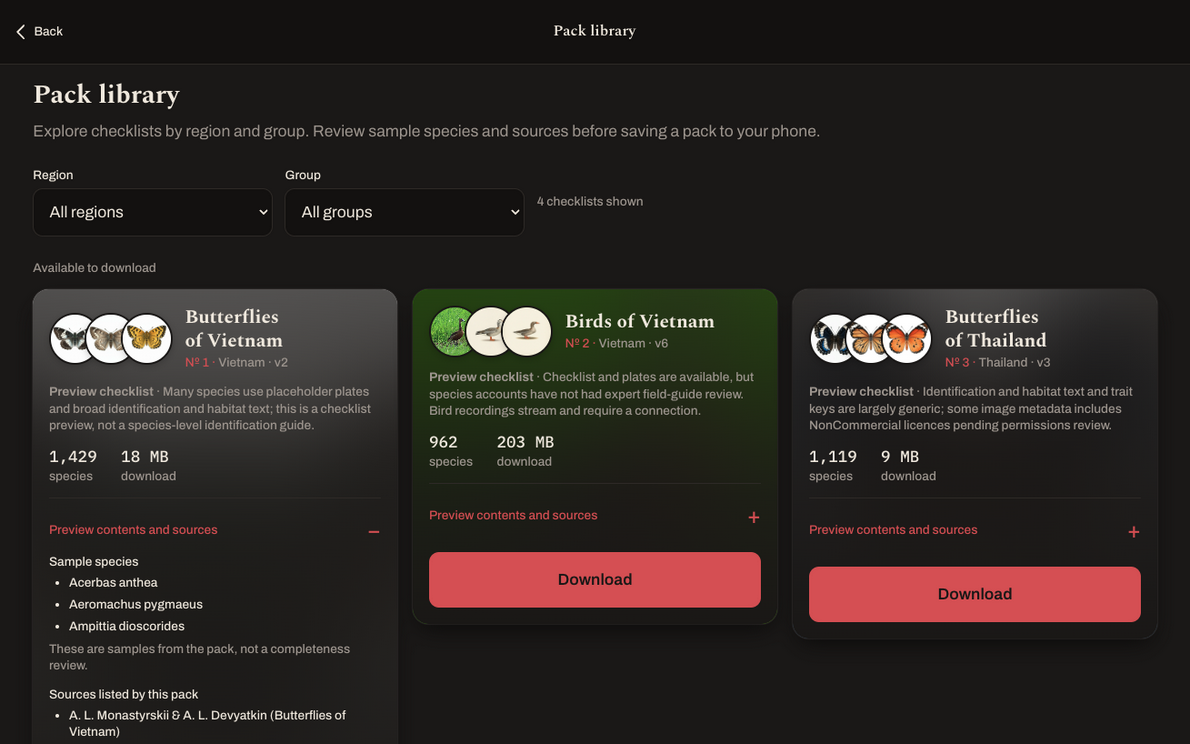 Back
Pack library
Pack library
Explore checklists by region and group. Review sample species and sources before saving a pack to your phone.
Region
Group
All regions
All groups
4 checklists shown
Available to download
Butterflies
of Vietnam
Nº 1 · Vietnam · v2
Preview checklist · Many species use placeholder plates
and broad identification and habitat text; this is a checklist
preview, not a species-level identification guide.
1,429
18 MB
species
download
Preview contents and sources
−
Sample species
• Acerbas anthea
• Aeromachus pygmaeus
• Ampittia dioscorides
These are samples from the pack, not a completeness
review.
Sources listed by this pack
• A. L. Monastyrskii & A. L. Devyatkin (Butterflies of
Vietnam)
Birds of Vietnam
Nº 2 · Vietnam · v6
Preview checklist · Checklist and plates are available, but
species accounts have not had expert field-guide review.
Bird recordings stream and require a connection.
962
203 MB
species
download
Preview contents and sources
+
Download
Butterflies
of Thailand
Nº 3 · Thailand · v3
Preview checklist · Identification and habitat text and trait
keys are largely generic; some image metadata includes
NonCommercial licences pending permissions review.
1,119
9 MB
species
download
Preview contents and sources
+
Download